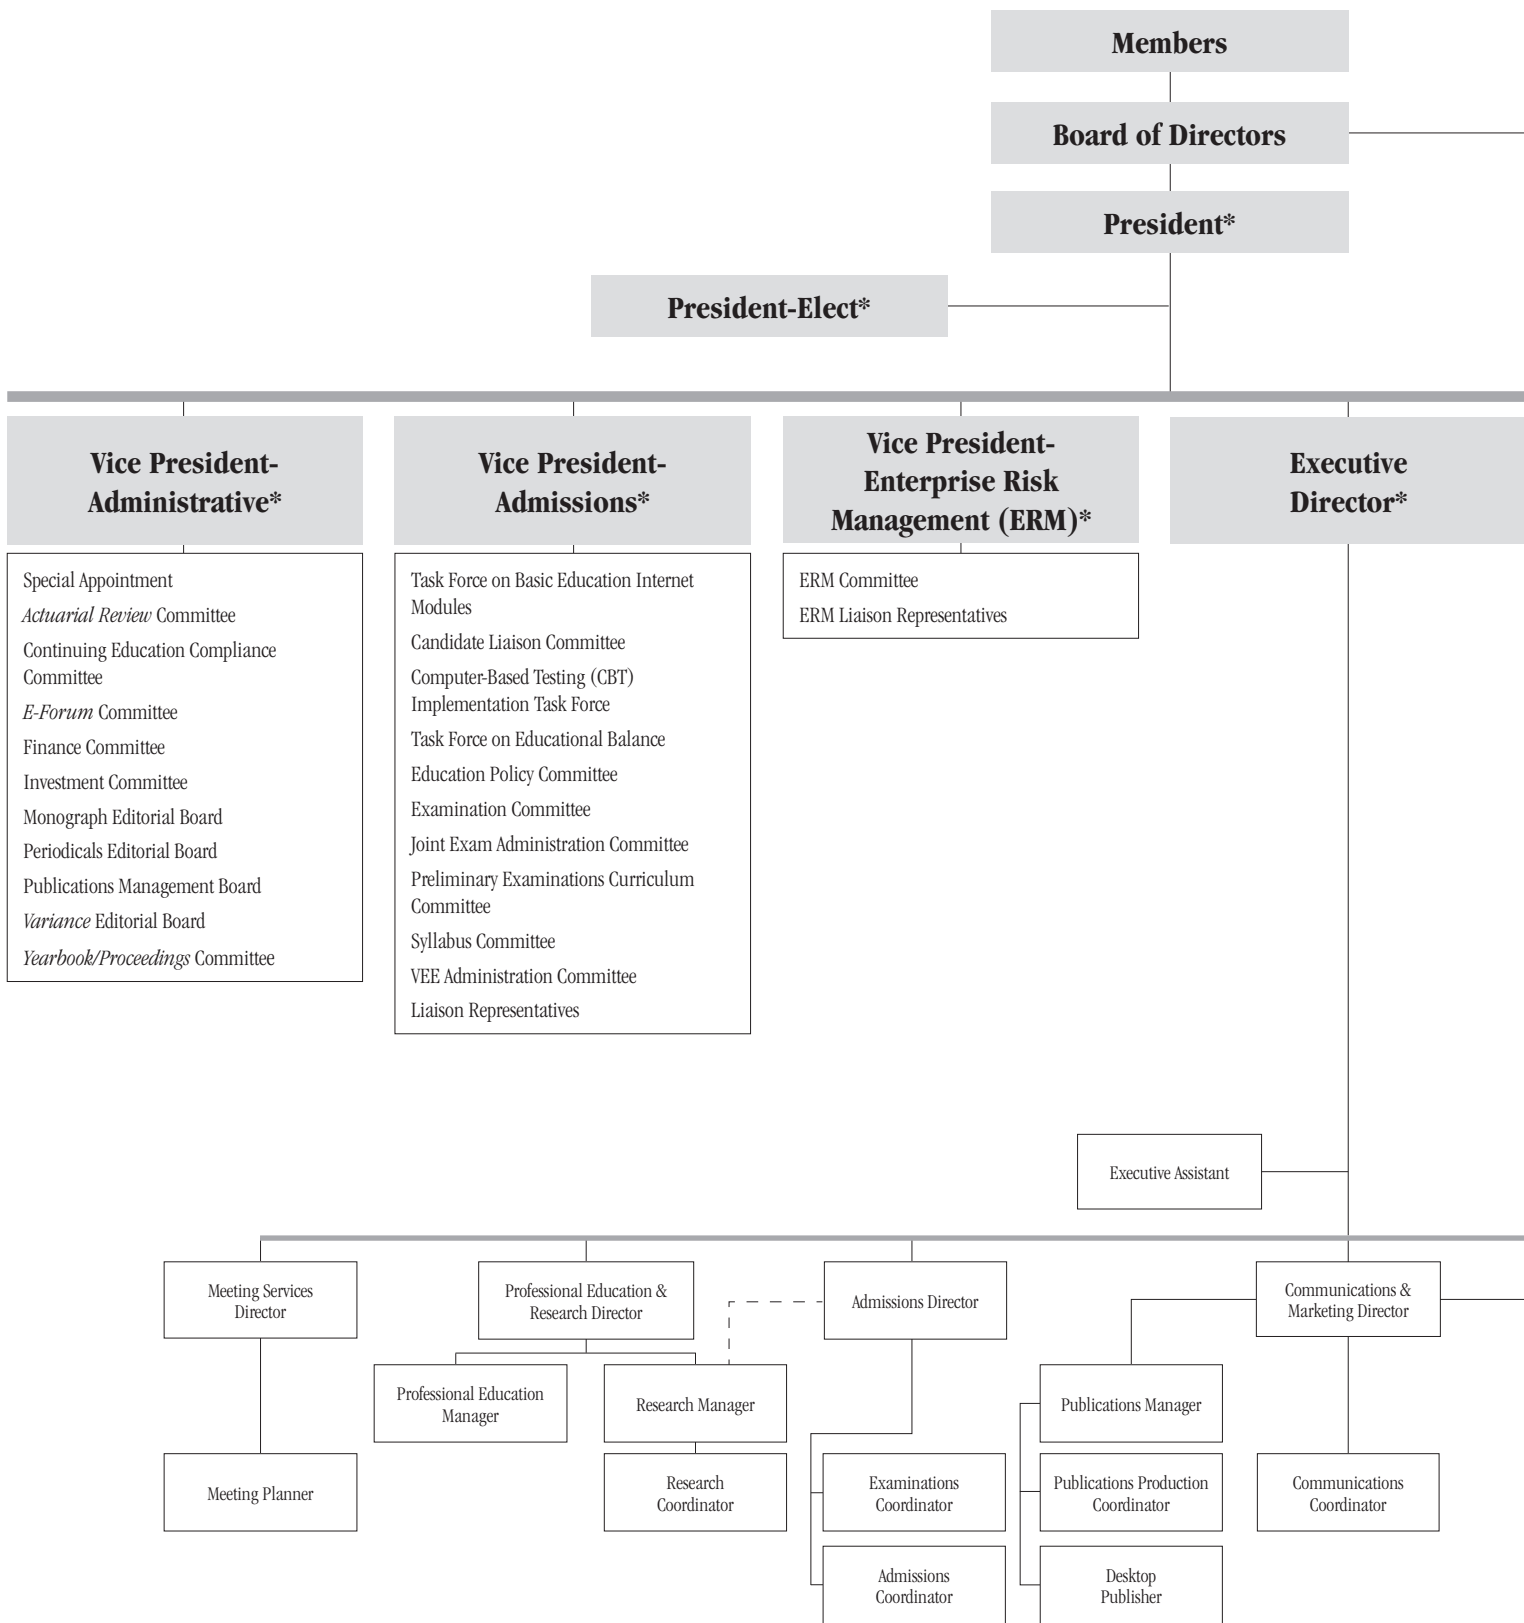 Members
Board of Directors
President*
President-Elect*
Vice President-
Administrative*
Special Appointment
Actuarial Review Committee
Continuing Education Compliance
Committee
E-Forum Committee
Finance Committee
Investment Committee
Monograph Editorial Board
Periodicals Editorial Board
Publications Management Board
Variance Editorial Board
Yearbook/Proceedings Committee
Vice President-
Admissions*
Task Force on Basic Education Internet
Modules
Candidate Liaison Committee
Computer-Based Testing (CBT)
Implementation Task Force
Task Force on Educational Balance
Education Policy Committee
Examination Committee
Joint Exam Administration Committee
Preliminary Examinations Curriculum
Committee
Syllabus Committee
VEE Administration Committee
Liaison Representatives
Vice President-
Enterprise Risk
Management (ERM)*
ERM Committee
ERM Liaison Representatives
Executive
Director*
Executive Assistant
Meeting Services
Director
Meeting Planner
Professional Education &
Research Director
Professional Education
Manager
Research Manager
Research
Coordinator
Admissions Director
Examinations
Coordinator
Admissions
Coordinator
Communications &
Marketing Director
Publications Manager
Publications Production
Coordinator
Desktop
Publisher
Communications
Coordinator